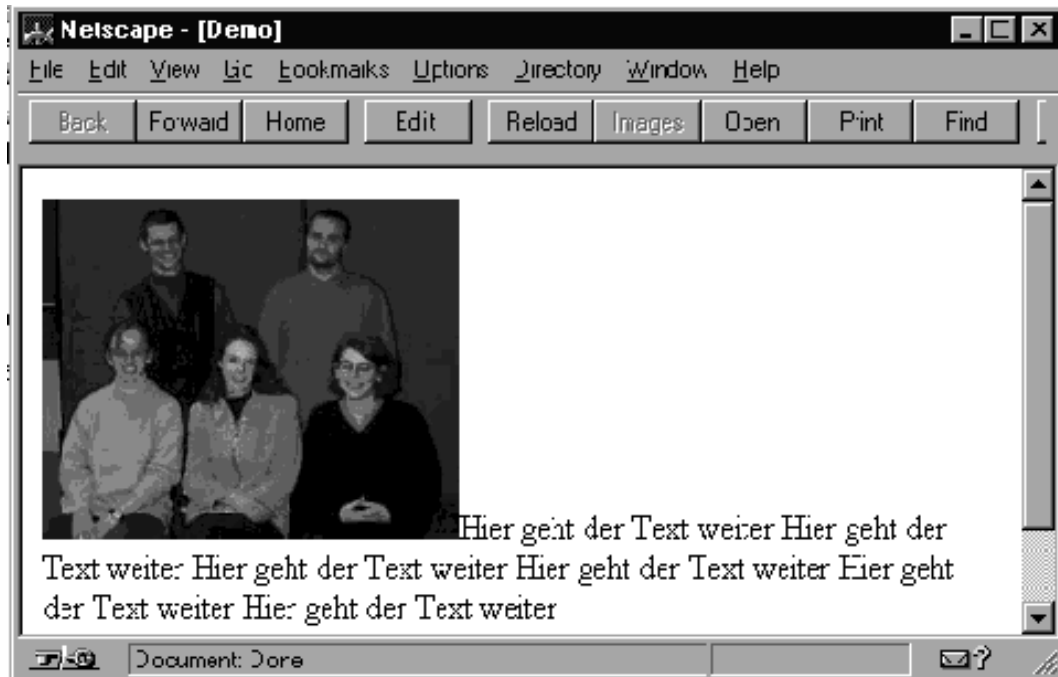 Netscape - [Demo]
File Edit View Go Bookmarks Options Directory Window Help
Back Forward Home Edit Reload Images Open Print Find
Hier geht der Text weiter Hier geht der
Text weiter Hier geht der Text weiter Hier geht der Text weiter Hier geht
der Text weiter Hier geht der Text weiter
Document: Done